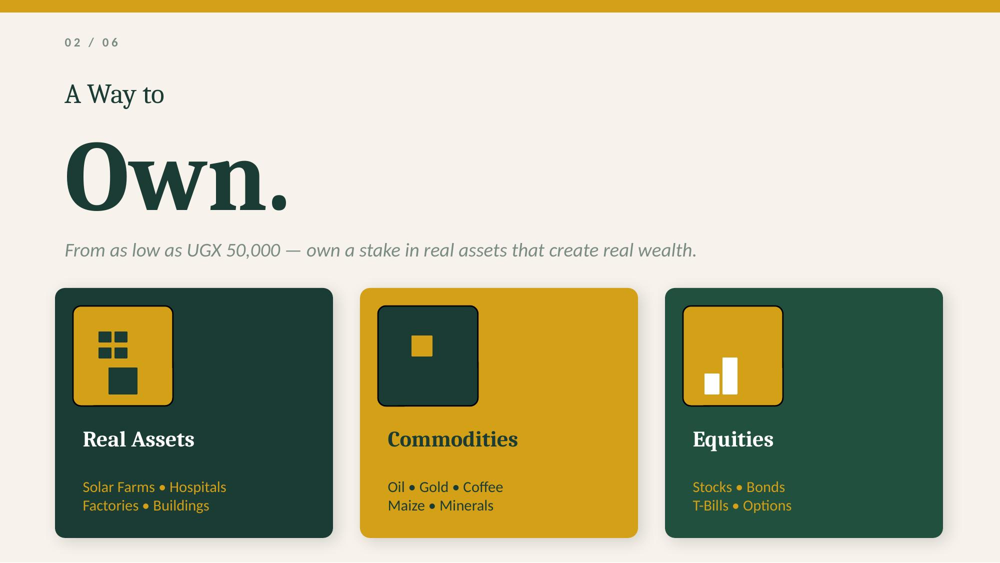 02 / 06
A Way to
Own.
From as low as UGX 50,000 — own a stake in real assets that create real wealth.
Real Assets
Solar Farms • Hospitals
Factories • Buildings
Commodities
Oil • Gold • Coffee
Maize • Minerals
Equities
Stocks • Bonds
T-Bills • Options